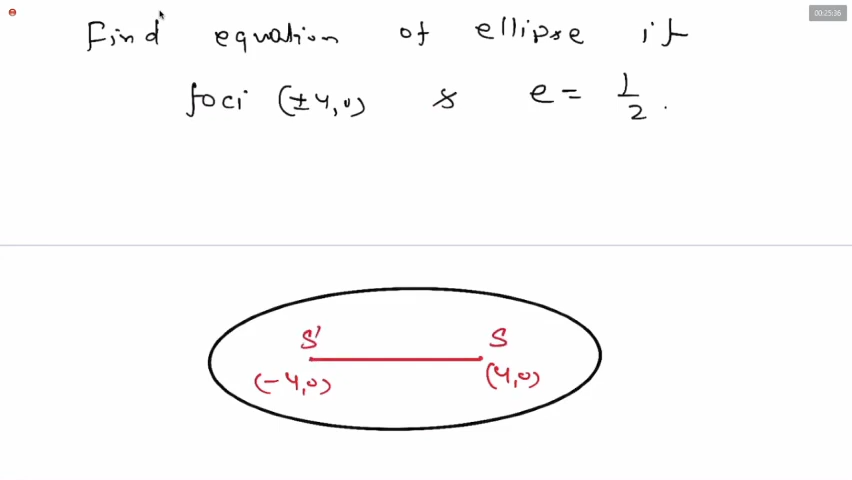 00:25:36
Find equation of ellipse if
foci (±4,0) & e = 1/2.
S' S
(-4,0) (4,0)